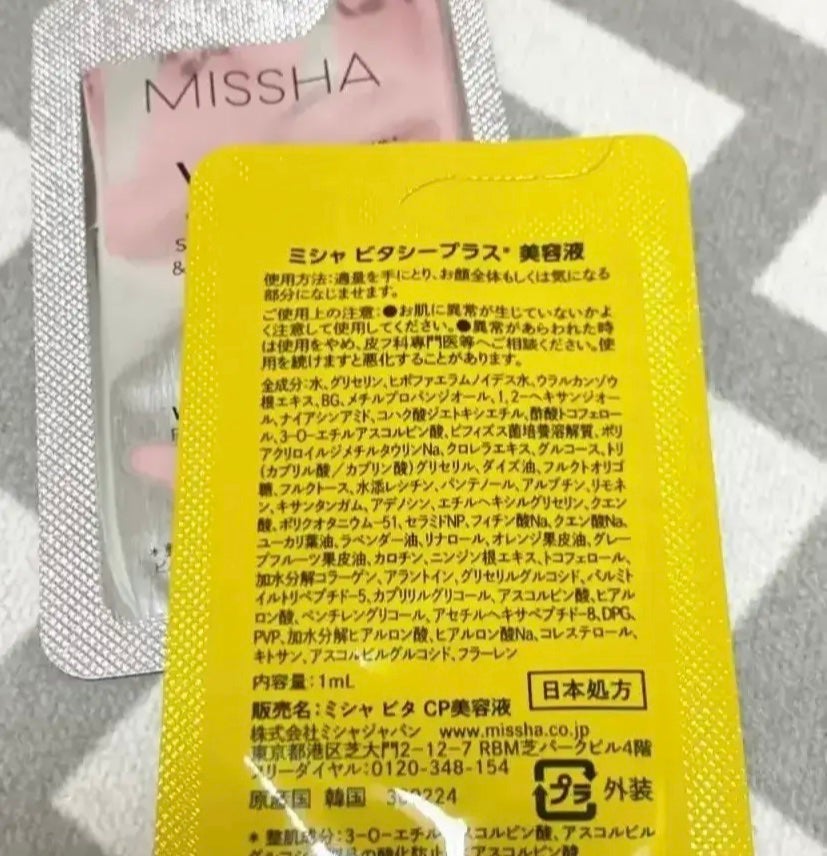 MISSHA
ミシャ ビタシープラス* 美容液
使用方法:適量を手にとり、お顔全体もしくは気になる
部分になじませます。
ご使用上の注意:●お肌に異常が生じていないかよ
く注意して使用してください。●異常があらわれた時
は使用をやめ、皮フ科専門医等へご相談ください。使
用を続けますと悪化することがあります。
全成分:水、グリセリン、ヒポファエラムノイデス水、ウラルカンゾウ
根エキス、BG、メチルプロパンジオール、1,2-ヘキサンジオー
ル、ナイアシンアミド、コハク酸ジエトキシエチル、酢酸トコフェロー
ル、3-O-エチルアスコルビン酸、ビフィズス菌培養溶解質、ポリ
アクリロイルジメチルタウリンNa、クロレラエキス、グルコース、トリ
(カプリル酸/カプリン酸)グリセリル、ダイズ油、フルクトオリゴ
糖、フルクトース、水添レシチン、パンテノール、アルブチン、リモネ
ン、キサンタンガム、アデノシン、エチルヘキシルグリセリン、クエン
酸、ポリクオタニウム-51、セラミドNP、フィチン酸Na、クエン酸Na、
ユーカリ葉油、ラベンダー油、リナロール、オレンジ果皮油、グレー
プフルーツ果皮油、カロチン、ニンジン根エキス、トコフェロール、
加水分解コラーゲン、アラントイン、グリセリルグルコシド、パルミト
イルトリペプチド-5、カプリリルグリコール、アスコルビン酸、ヒアル
ロン酸、ペンチレングリコール、アセチルヘキサペプチド-8、DPG、
PVP、加水分解ヒアルロン酸、ヒアルロン酸Na、コレステロール、
キトサン、アスコルビルグルコシド、フラーレン
内容量:1mL
日本処方
販売名:ミシャ ビタ CP美容液
株式会社ミシャジャパン www.missha.co.jp
東京都港区芝大門2-12-7 RBM芝パークビル4階
フリーダイヤル:0120-348-154
プラ 外装
原産国 韓国
* 整肌成分:3-O-エチルアスコルビン酸、アスコルビル